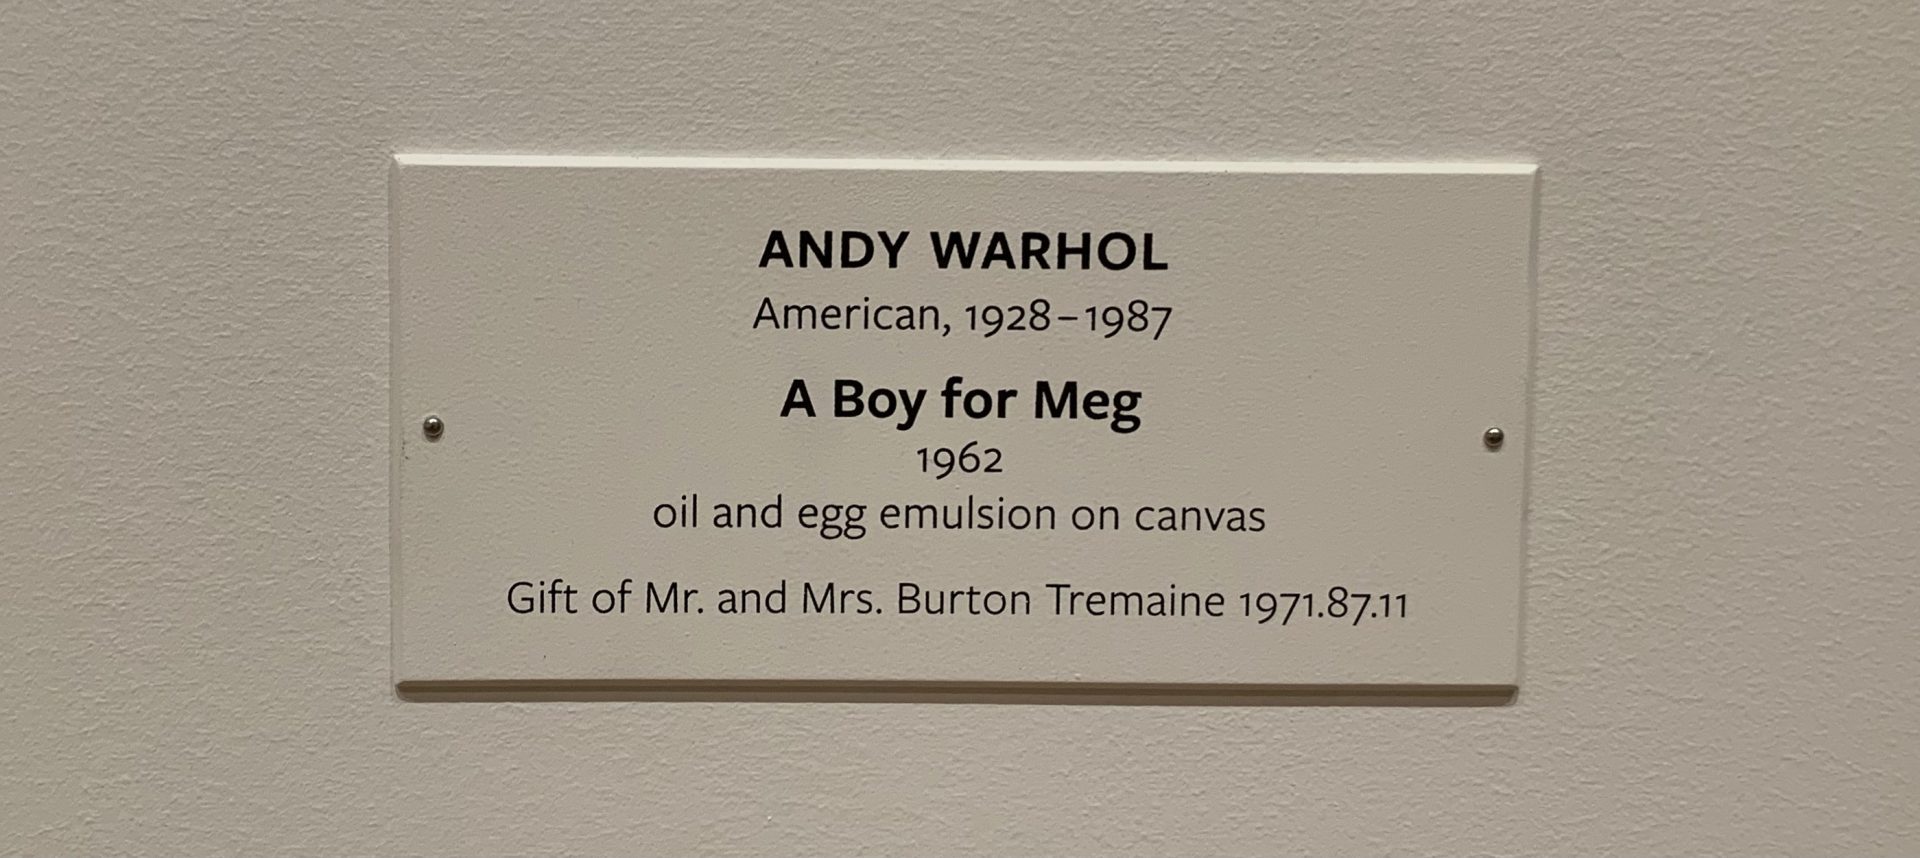 ANDY WARHOL
American, 1928–1987
A Boy for Meg
1962
oil and egg emulsion on canvas
Gift of Mr. and Mrs. Burton Tremaine 1971.87.11